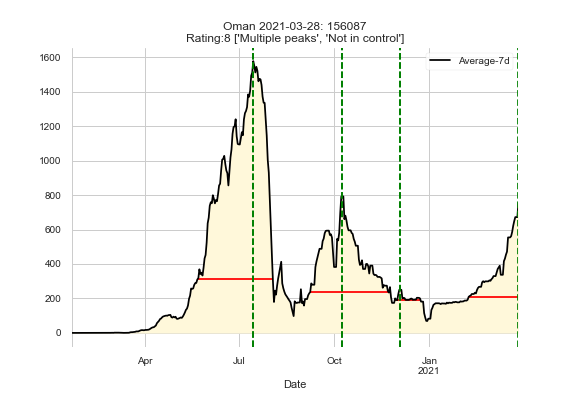 Oman 2021-03-28: 156087
Rating:8 ['Multiple peaks', 'Not in control']
Average-7d
1600
1400
1200
1000
800
600
400
200
0
Apr
Jul
Oct
Jan
2021
Date